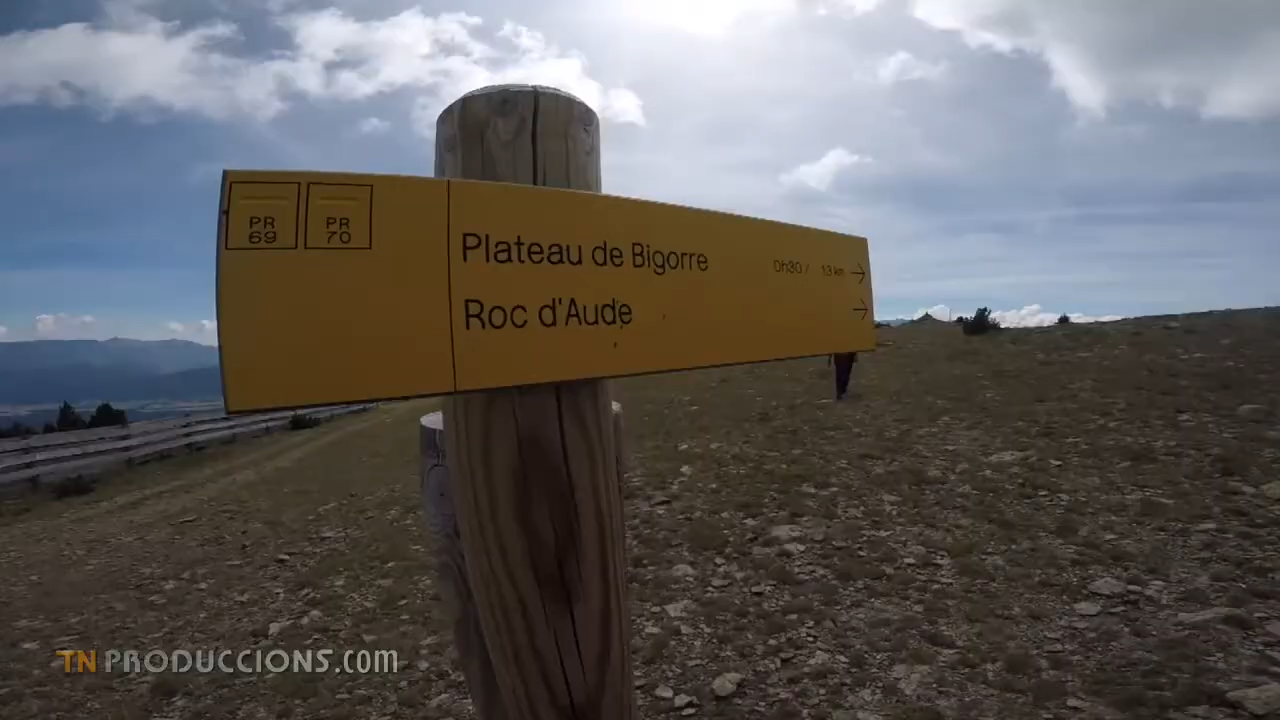 PR
69
PR
70
Plateau de Bigorre 0h30 / 1.3 km →
Roc d'Aude →
TN PRODUCCIONS.COM